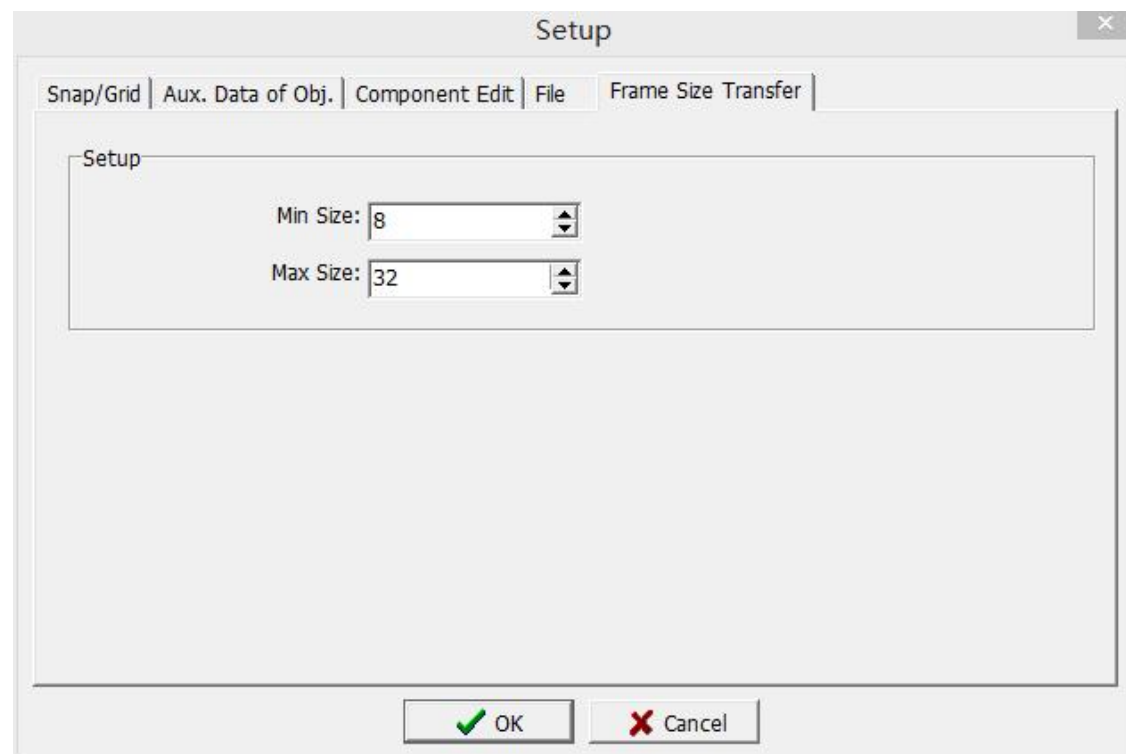 Setup
Snap/Grid Aux. Data of Obj. Component Edit File Frame Size Transfer
Setup
Min Size: 8
Max Size: 32
OK Cancel